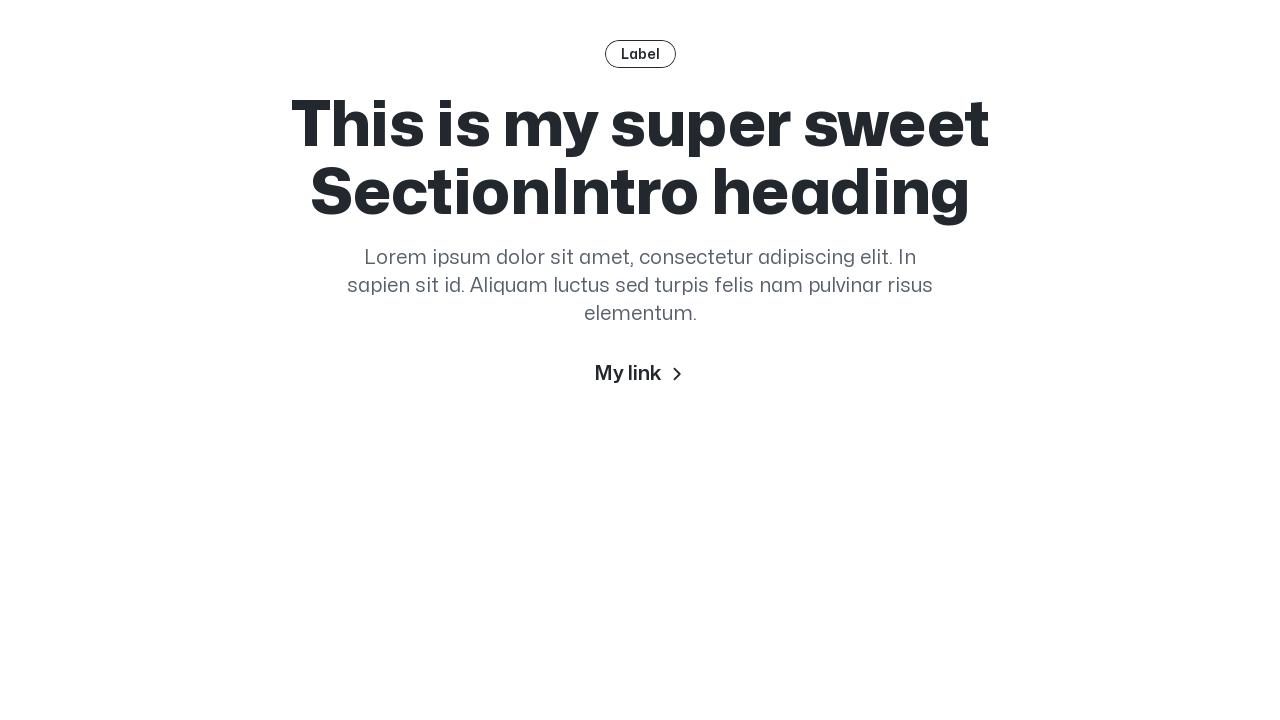 Label
This is my super sweet
SectionIntro heading
Lorem ipsum dolor sit amet, consectetur adipiscing elit. In
sapien sit id. Aliquam luctus sed turpis felis nam pulvinar risus
elementum.
My link